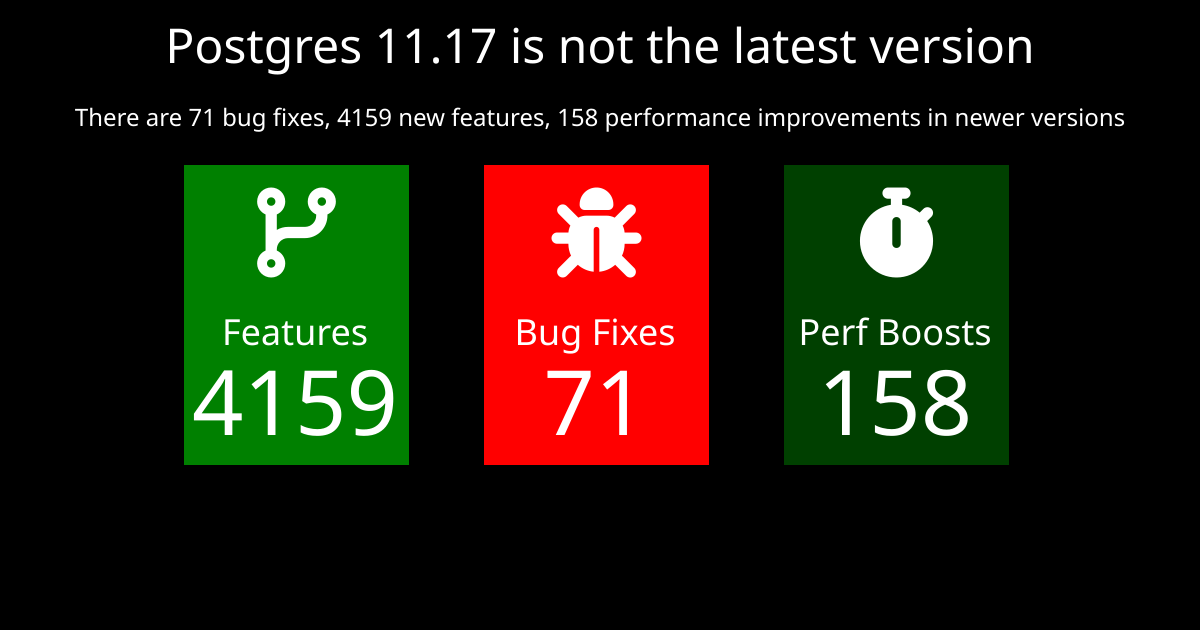 Postgres 11.17 is not the latest version
There are 71 bug fixes, 4159 new features, 158 performance improvements in newer versions
Features
4159
Bug Fixes
71
Perf Boosts
158